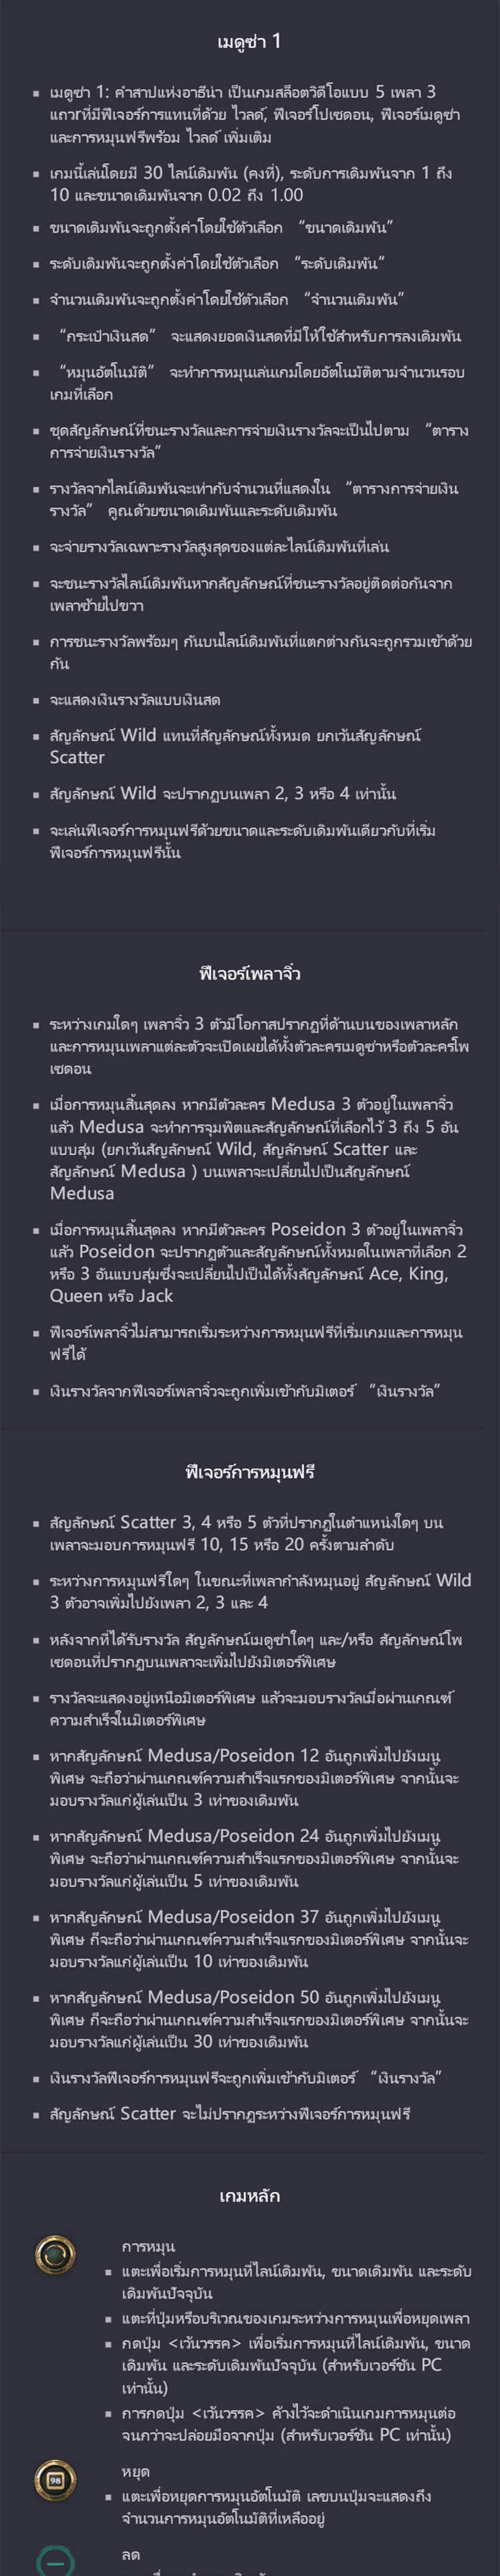 เมดูซ่า 1
▪ เมดูซ่า 1: คำสาปแห่งอาธีน่า เป็นเกมสล็อตวิดีโอแบบ 5 เพลา 3
แถวrที่มีฟีเจอร์การแทนที่ด้วย ไวลด์, ฟีเจอร์โปเซดอน, ฟีเจอร์เมดูซ่า
และการหมุนฟรีพร้อม ไวลด์ เพิ่มเติม
▪ เกมนี้เล่นโดยมี 30 ไลน์เดิมพัน (คงที่), ระดับการเดิมพันจาก 1 ถึง
10 และขนาดเดิมพันจาก 0.02 ถึง 1.00
▪ ขนาดเดิมพันจะถูกตั้งค่าโดยใช้ตัวเลือก “ขนาดเดิมพัน”
▪ ระดับเดิมพันจะถูกตั้งค่าโดยใช้ตัวเลือก “ระดับเดิมพัน”
▪ จำนวนเดิมพันจะถูกตั้งค่าโดยใช้ตัวเลือก “จำนวนเดิมพัน”
▪ “กระเป๋าเงินสด” จะแสดงยอดเงินสดที่มีให้ใช้สำหรับการลงเดิมพัน
▪ “หมุนอัตโนมัติ” จะทำการหมุนเล่นเกมโดยอัตโนมัติตามจำนวนรอบ
เกมที่เลือก
▪ ชุดสัญลักษณ์ที่ชนะรางวัลและการจ่ายเงินรางวัลจะเป็นไปตาม “ตาราง
การจ่ายเงินรางวัล”
▪ รางวัลจากไลน์เดิมพันจะเท่ากับจำนวนที่แสดงใน “ตารางการจ่ายเงิน
รางวัล” คูณด้วยขนาดเดิมพันและระดับเดิมพัน
▪ จะจ่ายรางวัลเฉพาะรางวัลสูงสุดของแต่ละไลน์เดิมพันที่เล่น
▪ จะชนะรางวัลไลน์เดิมพันหากสัญลักษณ์ที่ชนะรางวัลอยู่ติดต่อกันจาก
เพลาซ้ายไปขวา
▪ การชนะรางวัลพร้อมๆ กันบนไลน์เดิมพันที่แตกต่างกันจะถูกรวมเข้าด้วย
กัน
▪ จะแสดงเงินรางวัลแบบเงินสด
▪ สัญลักษณ์ Wild แทนที่สัญลักษณ์ทั้งหมด ยกเว้นสัญลักษณ์
Scatter
▪ สัญลักษณ์ Wild จะปรากฏบนเพลา 2, 3 หรือ 4 เท่านั้น
▪ จะเล่นฟีเจอร์การหมุนฟรีด้วยขนาดและระดับเดิมพันเดียวกับที่เริ่ม
ฟีเจอร์การหมุนฟรีนั้น
ฟีเจอร์เพลาจิ๋ว
▪ ระหว่างเกมใดๆ เพลาจิ๋ว 3 ตัวมีโอกาสปรากฏที่ด้านบนของเพลาหลัก
และการหมุนเพลาแต่ละตัวจะเปิดเผยได้ทั้งตัวละครเมดูซ่าหรือตัวละครโพ
เซดอน
▪ เมื่อการหมุนสิ้นสุดลง หากมีตัวละคร Medusa 3 ตัวอยู่ในเพลาจิ๋ว
แล้ว Medusa จะทำการจุมพิตและสัญลักษณ์ที่เลือกไว้ 3 ถึง 5 อัน
แบบสุ่ม (ยกเว้นสัญลักษณ์ Wild, สัญลักษณ์ Scatter และ
สัญลักษณ์ Medusa ) บนเพลาจะเปลี่ยนไปเป็นสัญลักษณ์
Medusa
▪ เมื่อการหมุนสิ้นสุดลง หากมีตัวละคร Poseidon 3 ตัวอยู่ในเพลาจิ๋ว
แล้ว Poseidon จะปรากฏตัวและสัญลักษณ์ทั้งหมดในเพลาที่เลือก 2
หรือ 3 อันแบบสุ่มซึ่งจะเปลี่ยนไปเป็นได้ทั้งสัญลักษณ์ Ace, King,
Queen หรือ Jack
▪ ฟีเจอร์เพลาจิ๋วไม่สามารถเริ่มระหว่างการหมุนฟรีที่เริ่มเกมและการหมุน
ฟรีได้
▪ เงินรางวัลจากฟีเจอร์เพลาจิ๋วจะถูกเพิ่มเข้ากับมิเตอร์ “เงินรางวัล”
ฟีเจอร์การหมุนฟรี
▪ สัญลักษณ์ Scatter 3, 4 หรือ 5 ตัวที่ปรากฏในตำแหน่งใดๆ บน
เพลาจะมอบการหมุนฟรี 10, 15 หรือ 20 ครั้งตามลำดับ
▪ ระหว่างการหมุนฟรีใดๆ ในขณะที่เพลากำลังหมุนอยู่ สัญลักษณ์ Wild
3 ตัวอาจเพิ่มไปยังเพลา 2, 3 และ 4
▪ หลังจากที่ได้รับรางวัล สัญลักษณ์เมดูซ่าใดๆ และ/หรือ สัญลักษณ์โพ
เซดอนที่ปรากฏบนเพลาจะเพิ่มไปยังมิเตอร์พิเศษ
▪ รางวัลจะแสดงอยู่เหนือมิเตอร์พิเศษ แล้วจะมอบรางวัลเมื่อผ่านเกณฑ์
ความสำเร็จในมิเตอร์พิเศษ
▪ หากสัญลักษณ์ Medusa/Poseidon 12 อันถูกเพิ่มไปยังเมนู
พิเศษ จะถือว่าผ่านเกณฑ์ความสำเร็จแรกของมิเตอร์พิเศษ จากนั้นจะ
มอบรางวัลแก่ผู้เล่นเป็น 3 เท่าของเดิมพัน
▪ หากสัญลักษณ์ Medusa/Poseidon 24 อันถูกเพิ่มไปยังเมนู
พิเศษ จะถือว่าผ่านเกณฑ์ความสำเร็จแรกของมิเตอร์พิเศษ จากนั้นจะ
มอบรางวัลแก่ผู้เล่นเป็น 5 เท่าของเดิมพัน
▪ หากสัญลักษณ์ Medusa/Poseidon 37 อันถูกเพิ่มไปยังเมนู
พิเศษ ก็จะถือว่าผ่านเกณฑ์ความสำเร็จแรกของมิเตอร์พิเศษ จากนั้นจะ
มอบรางวัลแก่ผู้เล่นเป็น 10 เท่าของเดิมพัน
▪ หากสัญลักษณ์ Medusa/Poseidon 50 อันถูกเพิ่มไปยังเมนู
พิเศษ ก็จะถือว่าผ่านเกณฑ์ความสำเร็จแรกของมิเตอร์พิเศษ จากนั้นจะ
มอบรางวัลแก่ผู้เล่นเป็น 30 เท่าของเดิมพัน
▪ เงินรางวัลฟีเจอร์การหมุนฟรีจะถูกเพิ่มเข้ากับมิเตอร์ “เงินรางวัล”
▪ สัญลักษณ์ Scatter จะไม่ปรากฏระหว่างฟีเจอร์การหมุนฟรี
เกมหลัก
การหมุน
▪ แตะเพื่อเริ่มการหมุนที่ไลน์เดิมพัน, ขนาดเดิมพัน และระดับ
เดิมพันปัจจุบัน
▪ แตะที่ปุ่มหรือบริเวณของเกมระหว่างการหมุนเพื่อหยุดเพลา
▪ กดปุ่ม <เว้นวรรค> เพื่อเริ่มการหมุนที่ไลน์เดิมพัน, ขนาด
เดิมพัน และระดับเดิมพันปัจจุบัน (สำหรับเวอร์ชัน PC
เท่านั้น)
▪ การกดปุ่ม <เว้นวรรค> ค้างไว้จะดำเนินเกมการหมุนต่อ
จนกว่าจะปล่อยมือจากปุ่ม (สำหรับเวอร์ชัน PC เท่านั้น)
98
หยุด
▪ แตะเพื่อหยุดการหมุนอัตโนมัติ เลขบนปุ่มจะแสดงถึง
จำนวนการหมุนอัตโนมัติที่เหลืออยู่
ลด